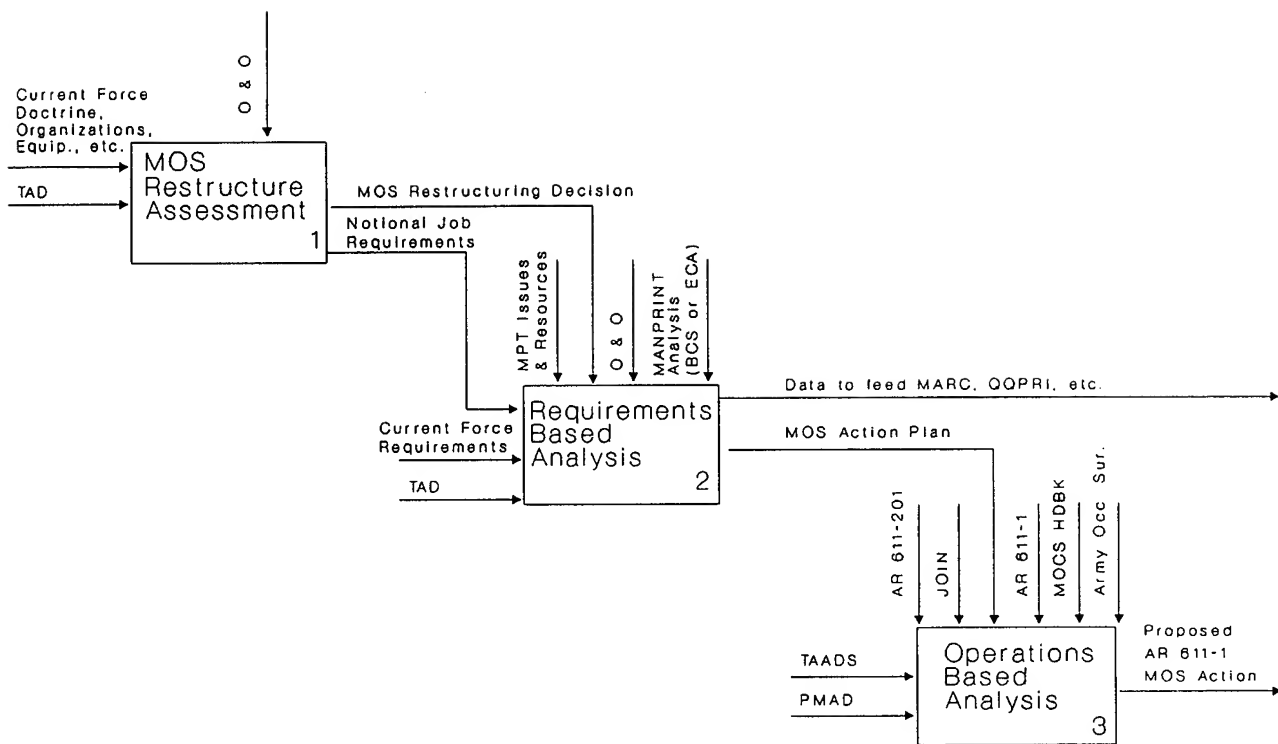 O & O
Current Force
Doctrine,
Organizations,
Equip., etc.
TAD
MOS
Restructure
Assessment
1
MOS Restructuring Decision
Notional Job
Requirements
MPT Issues
& Resources
O & O
MANPRINT
Analysis
(BCS or ECA)
Requirements
Based
Analysis
2
Current Force
Requirements
TAD
Data to feed MARC, QQPRI, etc.
MOS Action Plan
AR 611-201
JOIN
AR 611-1
MOCS HDBK
Army Occ Sur.
TAADS
PMAD
Operations
Based
Analysis
3
Proposed
AR 611-1
MOS Action